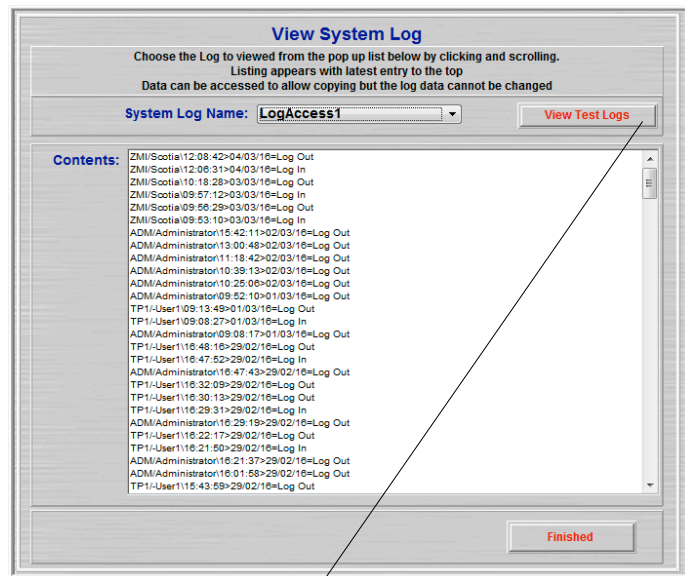 View System Log
Choose the Log to viewed from the pop up list below by clicking and scrolling.
Listing appears with latest entry to the top
Data can be accessed to allow copying but the log data cannot be changed
System Log Name: LogAccess1 View Test Logs
Contents:
ZMI/Scotia\12:08:42>04/03/16=Log Out
ZMI/Scotia\12:06:31>04/03/16=Log In
ZMI/Scotia\10:18:28>03/03/16=Log Out
ZMI/Scotia\09:57:12>03/03/16=Log In
ZMI/Scotia\09:56:29>03/03/16=Log Out
ZMI/Scotia\09:53:10>03/03/16=Log In
ADM/Administrator\15:42:11>02/03/16=Log Out
ADM/Administrator\13:00:48>02/03/16=Log Out
ADM/Administrator\11:18:42>02/03/16=Log Out
ADM/Administrator\10:39:13>02/03/16=Log Out
ADM/Administrator\10:25:06>02/03/16=Log Out
ADM/Administrator\09:52:10>01/03/16=Log Out
TP1/-User1\09:13:49>01/03/16=Log Out
TP1/-User1\09:08:27>01/03/16=Log In
ADM/Administrator\09:08:17>01/03/16=Log Out
TP1/-User1\16:48:16>29/02/16=Log Out
TP1/-User1\16:47:52>29/02/16=Log In
ADM/Administrator\16:47:43>29/02/16=Log Out
TP1/-User1\16:32:09>29/02/16=Log Out
TP1/-User1\16:30:13>29/02/16=Log Out
TP1/-User1\16:29:31>29/02/16=Log In
ADM/Administrator\16:29:19>29/02/16=Log Out
TP1/-User1\16:22:17>29/02/16=Log Out
TP1/-User1\16:21:50>29/02/16=Log In
ADM/Administrator\16:21:37>29/02/16=Log Out
ADM/Administrator\16:01:58>29/02/16=Log Out
TP1/-User1\15:43:59>29/02/16=Log Out
Finished